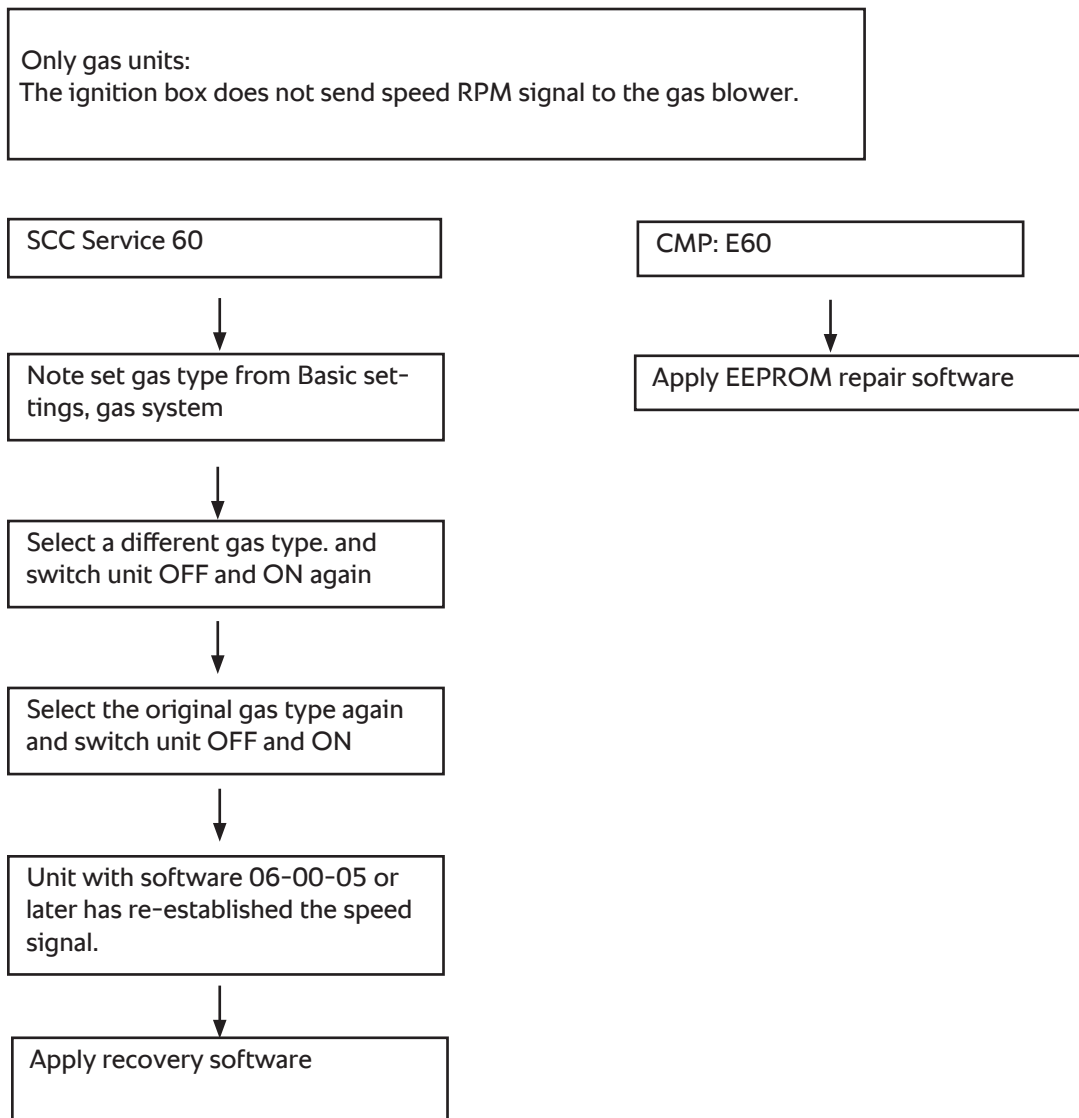 Only gas units:
The ignition box does not send speed RPM signal to the gas blower.
SCC Service 60
Note set gas type from Basic set-
tings, gas system
Select a different gas type. and
switch unit OFF and ON again
Select the original gas type again
and switch unit OFF and ON
Unit with software 06-00-05 or
later has re-established the speed
signal.
Apply recovery software
CMP: E60
Apply EEPROM repair software